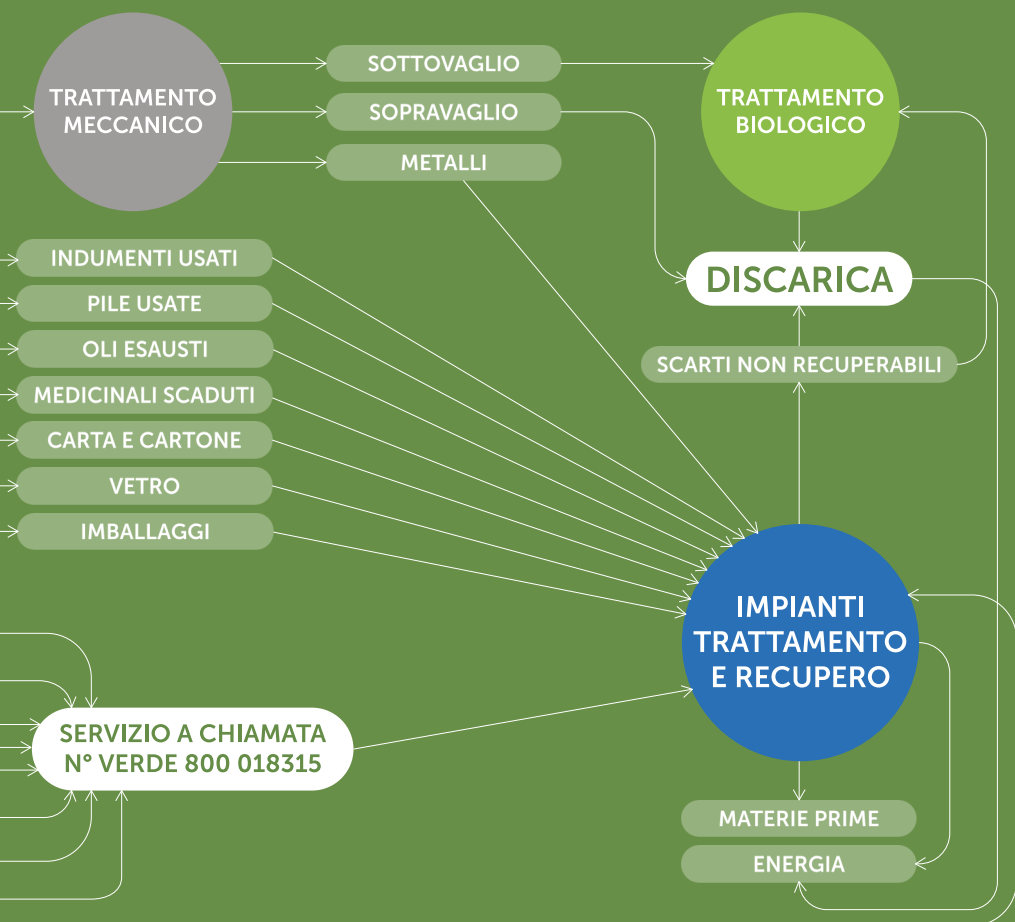 TRATTAMENTO
MECCANICO
SOTTOVAGLIO
SOPRAVAGLIO
METALLI
TRATTAMENTO
BIOLOGICO
INDUMENTI USATI
PILE USATE
OLI ESAUSTI
MEDICINALI SCADUTI
CARTA E CARTONE
VETRO
IMBALLAGGI
DISCARICA
SCARTI NON RECUPERABILI
IMPIANTI
TRATTAMENTO
E RECUPERO
SERVIZIO A CHIAMATA
N° VERDE 800 018315
MATERIE PRIME
ENERGIA